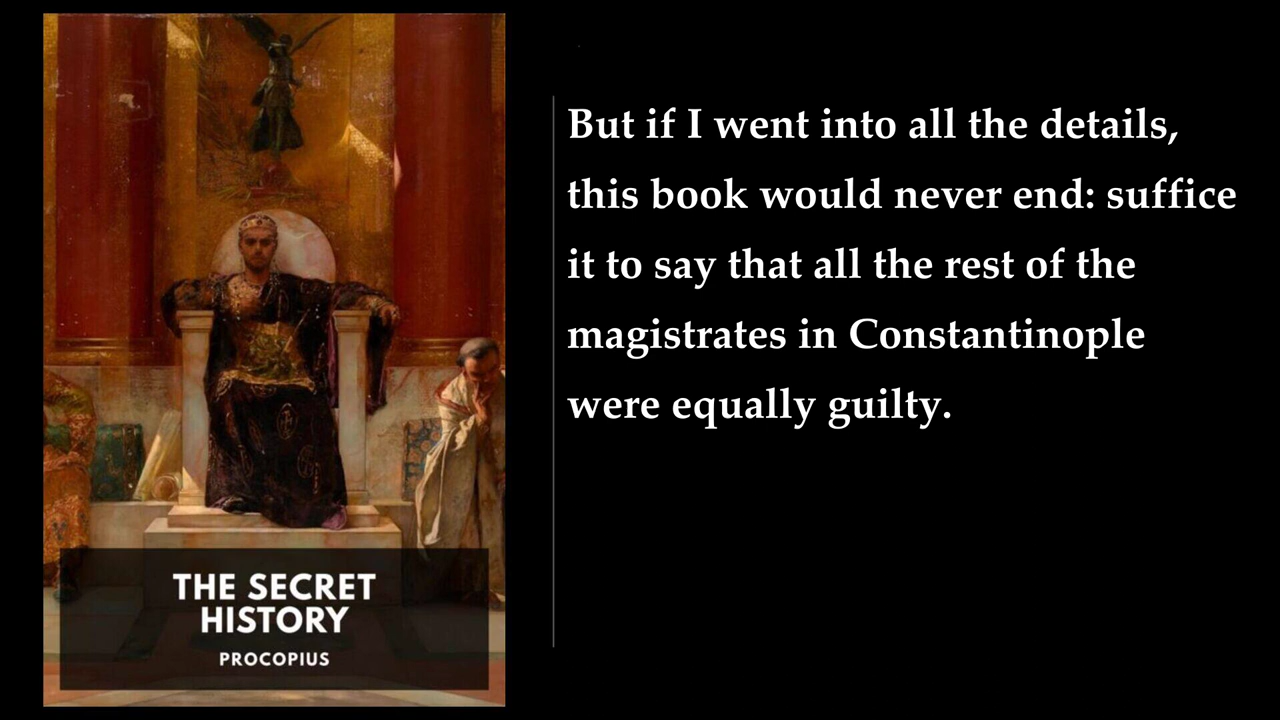 THE SECRET
HISTORY
PROCOPIUS
But if I went into all the details,
this book would never end: suffice
it to say that all the rest of the
magistrates in Constantinople
were equally guilty.